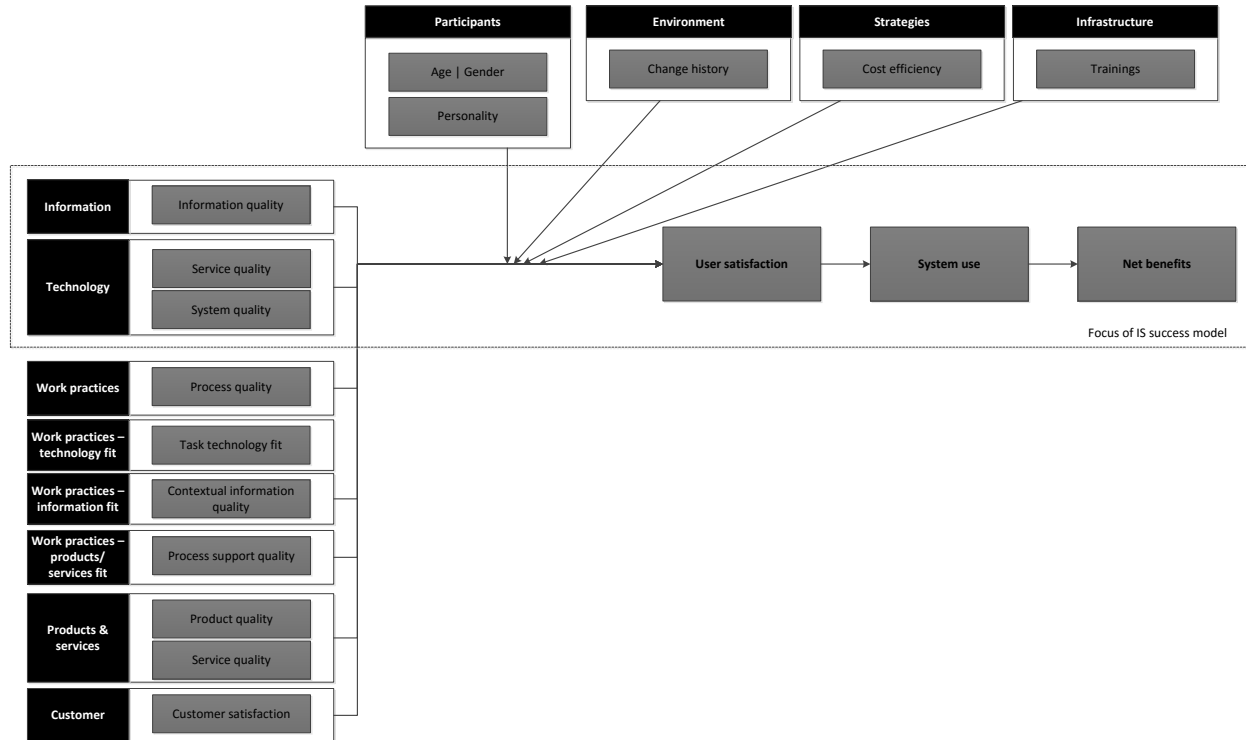 Participants
Age | Gender
Personality
Environment
Change history
Strategies
Cost efficiency
Infrastructure
Trainings
Information
Information quality
Technology
Service quality
System quality
User satisfaction
System use
Net benefits
Focus of IS success model
Work practices
Process quality
Work practices –
technology fit
Task technology fit
Work practices –
information fit
Contextual information
quality
Work practices –
products/
services fit
Process support quality
Products &
services
Product quality
Service quality
Customer
Customer satisfaction